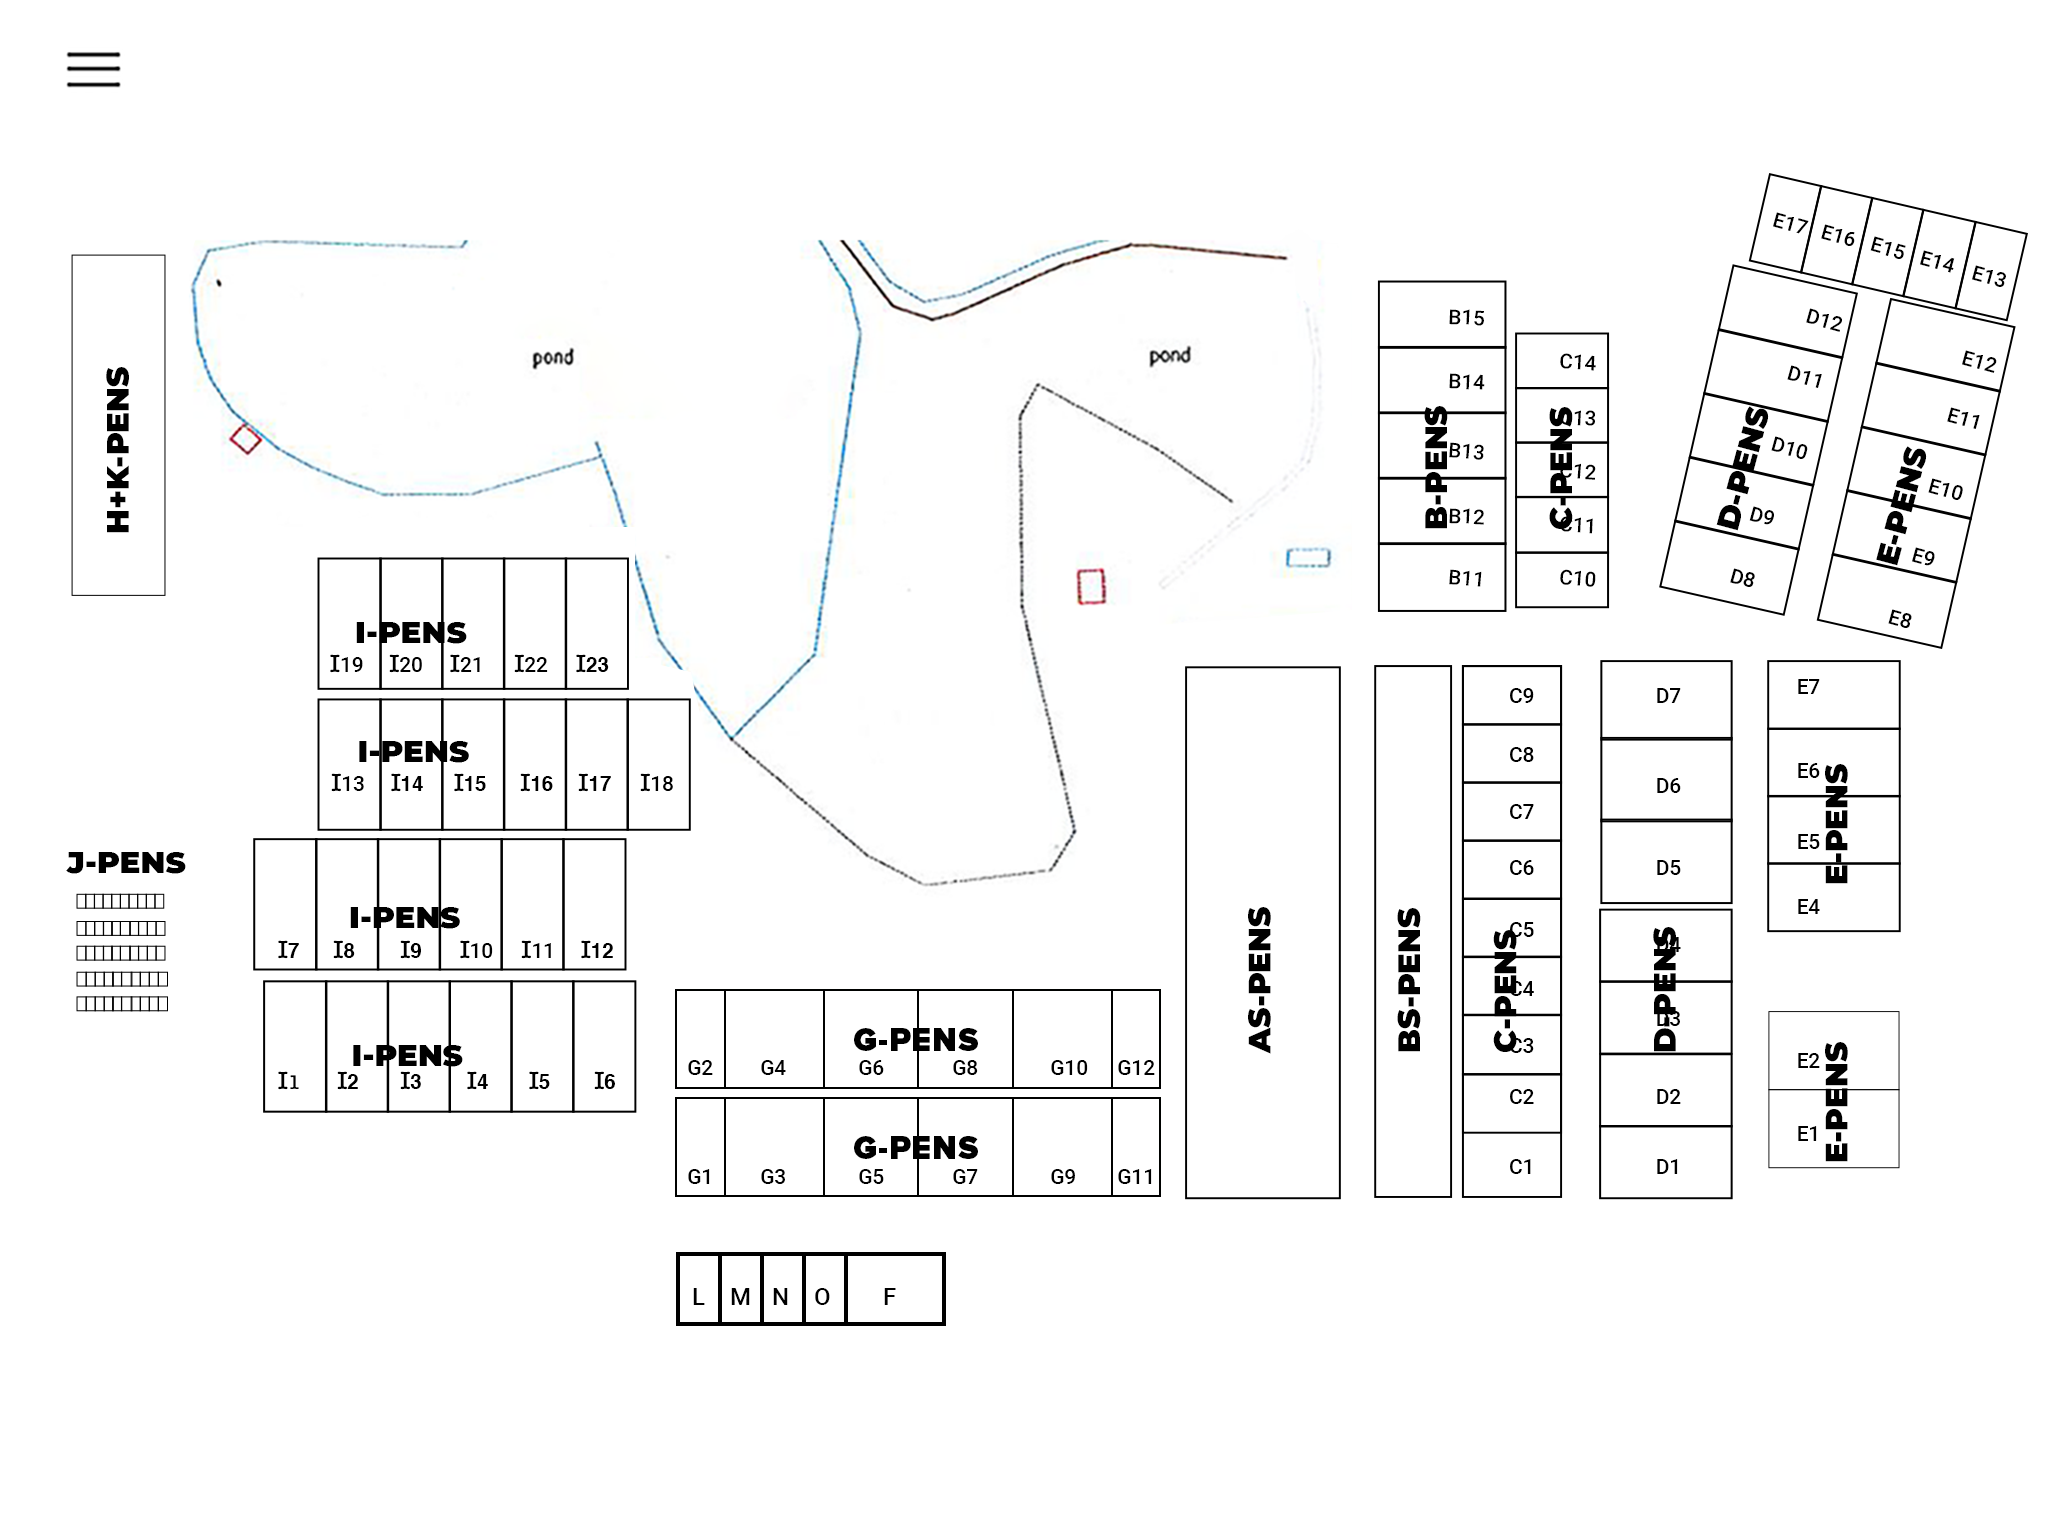 E17 E16 E15 E14 E13
H+K-PENS
pond
pond
B15
B14
B13
B12
B11
B-PENS
C14
C13
C12
C11
C10
C-PENS
D12
D11
D10
D9
D8
D-PENS
E12
E11
E10
E9
E8
E-PENS
I-PENS
I19 I20 I21 I22 I23
I-PENS
I13 I14 I15 I16 I17 I18
J-PENS
I-PENS
I7 I8 I9 I10 I11 I12
I-PENS
I1 I2 I3 I4 I5 I6
G-PENS
G2 G4 G6 G8 G10 G12
G-PENS
G1 G3 G5 G7 G9 G11
AS-PENS
BS-PENS
C9
C8
C7
C6
C5
C4
C3
C2
C1
C-PENS
D7
D6
D5
D4
D3
D2
D1
D-PENS
E7
E6
E5
E4
E-PENS
E2
E1
E-PENS
L M N O F